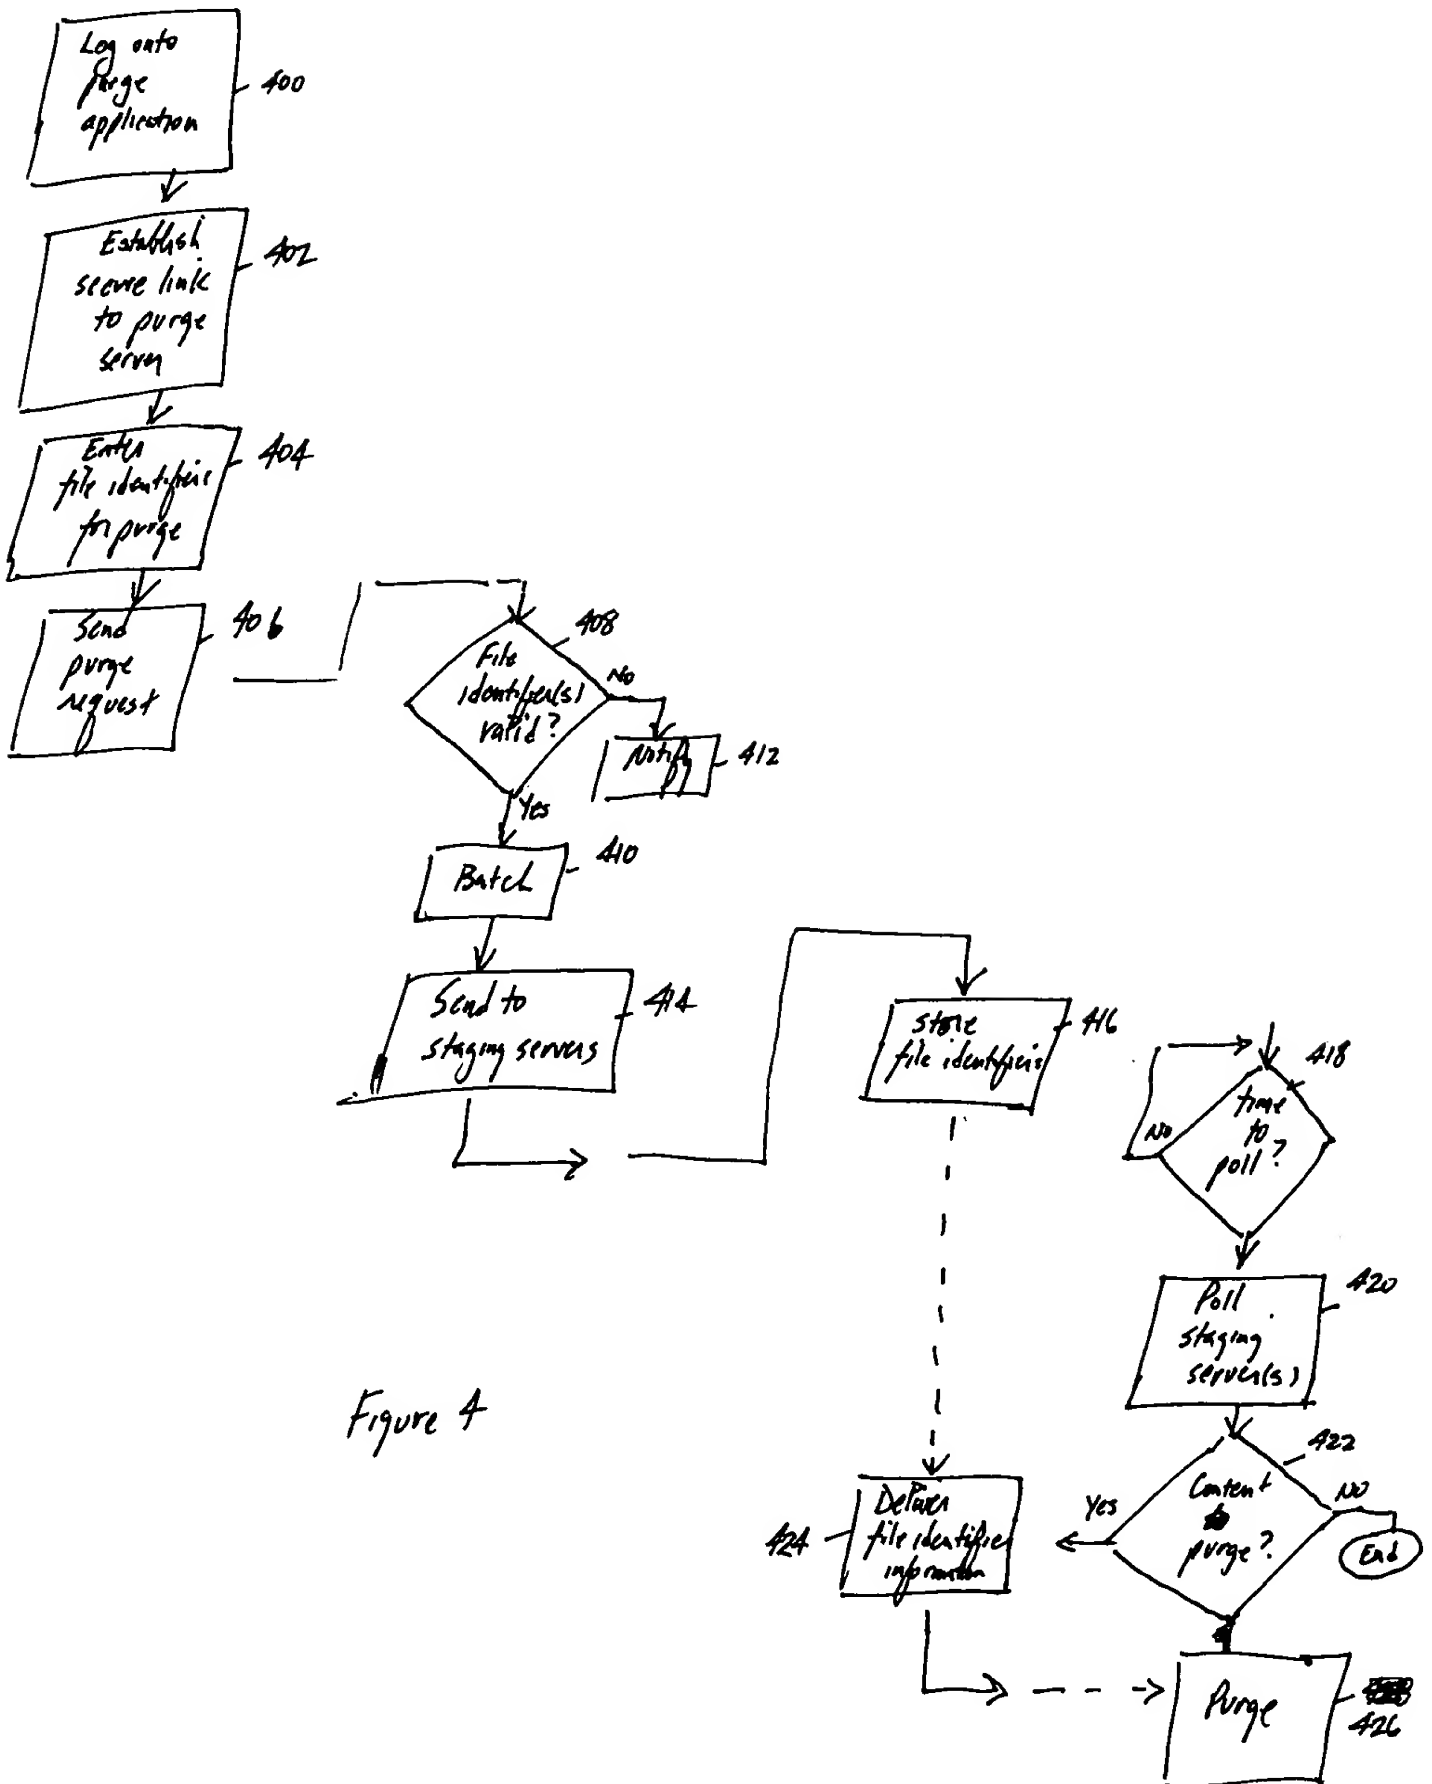 Log onto
purge
application
400
Establish
secure link
to purge
server
402
Enter
file identifiers
for purge
404
Send
purge
request
406
File
identifier(s)
valid?
408
No
Notify
412
Yes
Batch
410
Send to
staging servers
414
Store
file identifiers
416
418
time
to
poll?
No
Poll
staging
server(s)
420
422
Content
to
purge?
Yes
No
End
Deliver
file identifier
information
424
Purge
426
Figure 4